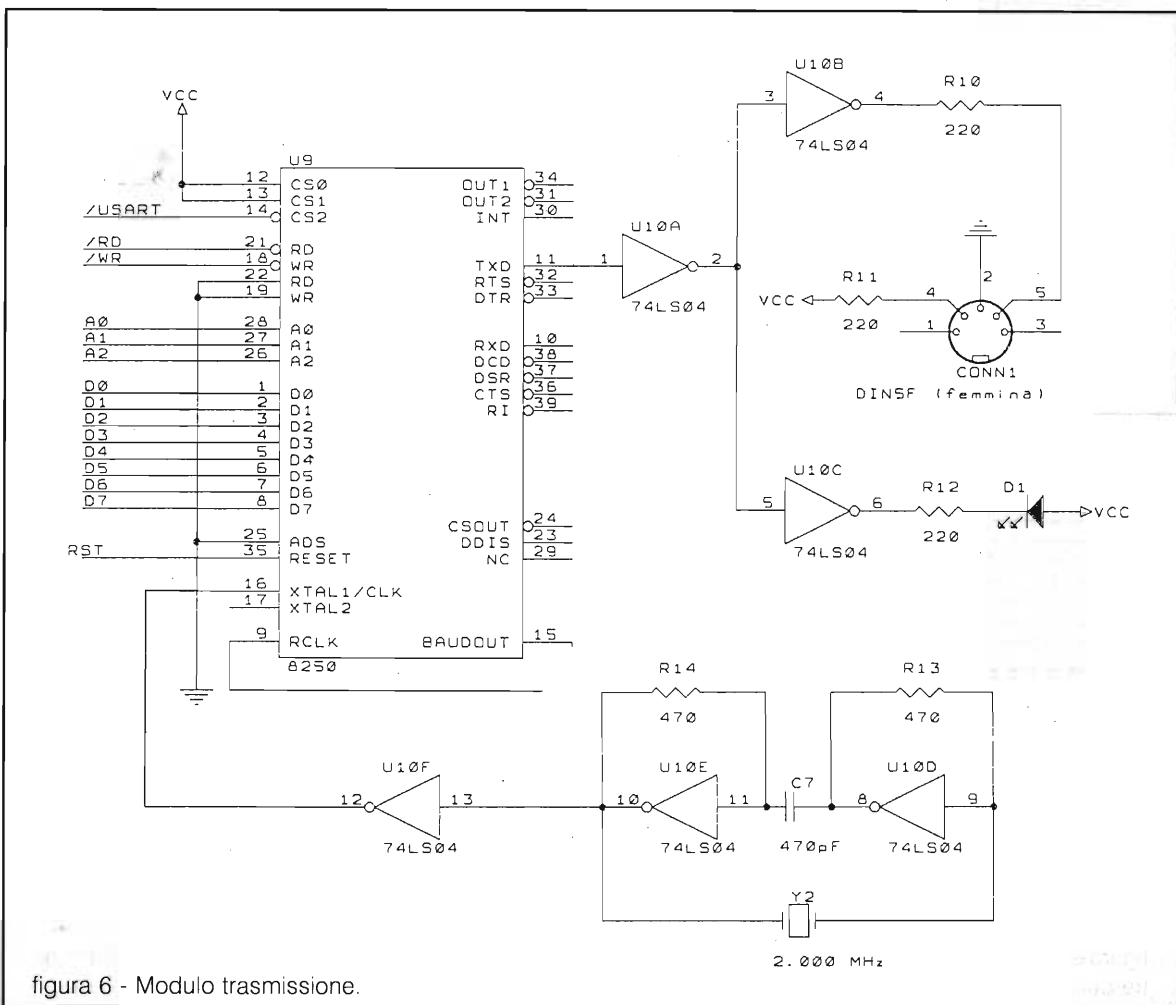 VCC
U9
12 CS0
13 CS1
/USART 14 CS2
/RD 21 RD
/WR 18 WR
22 RD
19 WR
A0 28 A0
A1 27 A1
A2 26 A2
D0 1 D0
D1 2 D1
D2 3 D2
D3 4 D3
D4 5 D4
D5 6 D5
D6 7 D6
D7 8 D7
25 ADS
RST 35 RESET
16 XTAL1/CLK
17 XTAL2
9 RCLK
8250
OUT1 34
OUT2 31
INT 30
TXD 11
RTS 32
DTR 33
RXD 10
DCD 38
DSR 37
CTS 36
RI 39
CSOUT 24
DDIS 23
NC 29
BAUDOUT 15
U10A
1 2
74LS04
U10B
3 4
74LS04
R10
220
R11
VCC
220
4 2 5
1 3
CONN1
DIN5F (femmina)
U10C
5 6
74LS04
R12
220
D1
VCC
R14
470
R13
470
U10F
12 13
74LS04
U10E
10 11
74LS04
C7
470pF
U10D
8 9
74LS04
Y2
2.000 MHz
figura 6 - Modulo trasmissione.